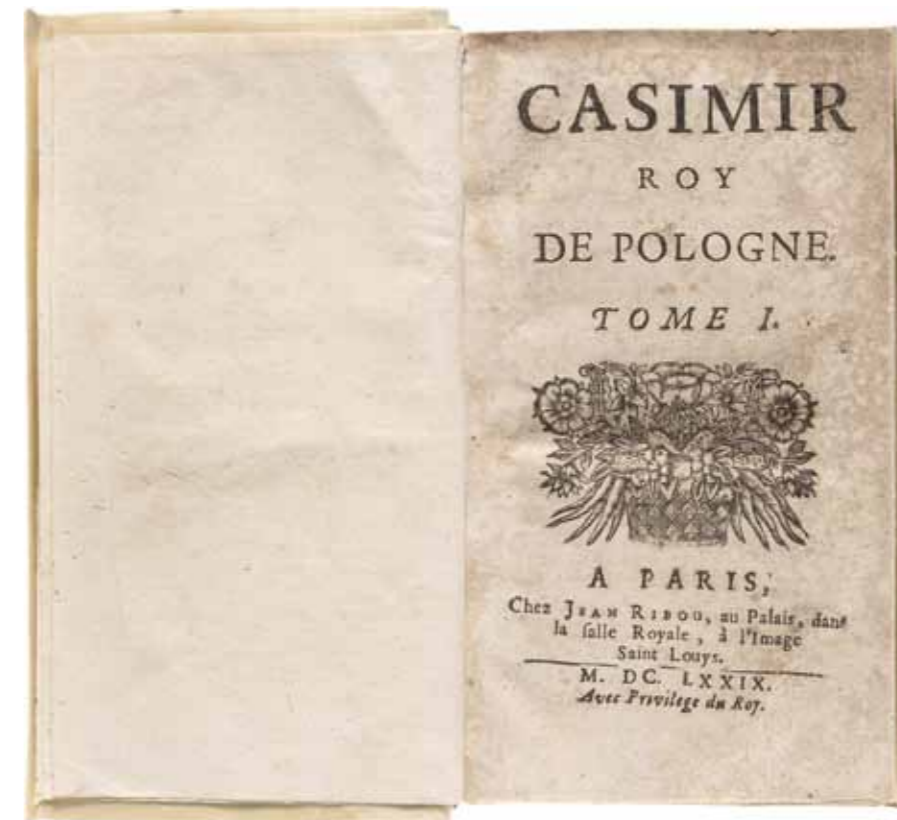 CASIMIR
ROY
DE POLOGNE.
TOME I.
A PARIS,
Chez JEAN RIBOU, au Palais, dans
la ſalle Royale, à l'Image
Saint Louys.
M. DC. LXXIX.
Avec Privilege du Roy.